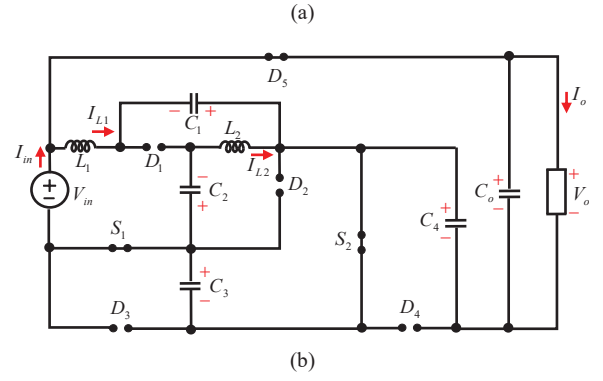 (a)
D5
IL1
− +
C1
L2
Io
Iin
L1
D1
IL2
+
−
Vin
−
C2
+
D2
+
C4
−
+
Co
−
+
Vo
−
S1
S2
+
C3
−
D3
D4
(b)